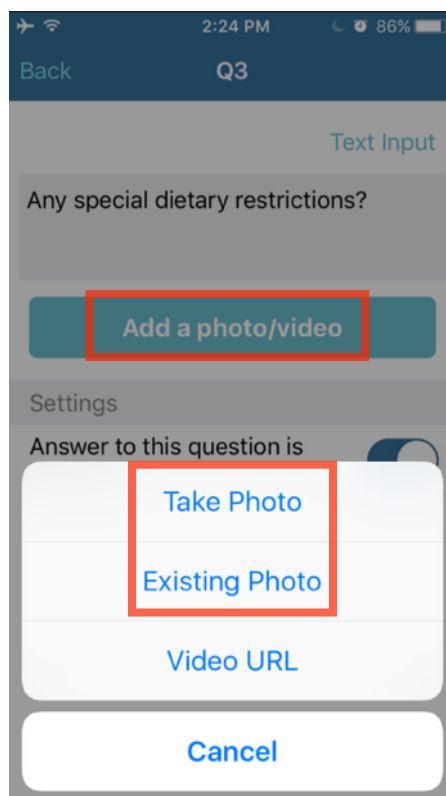 2:24 PM 86%
Back Q3
Text Input
Any special dietary restrictions?
Add a photo/video
Settings
Answer to this question is
Take Photo
Existing Photo
Video URL
Cancel